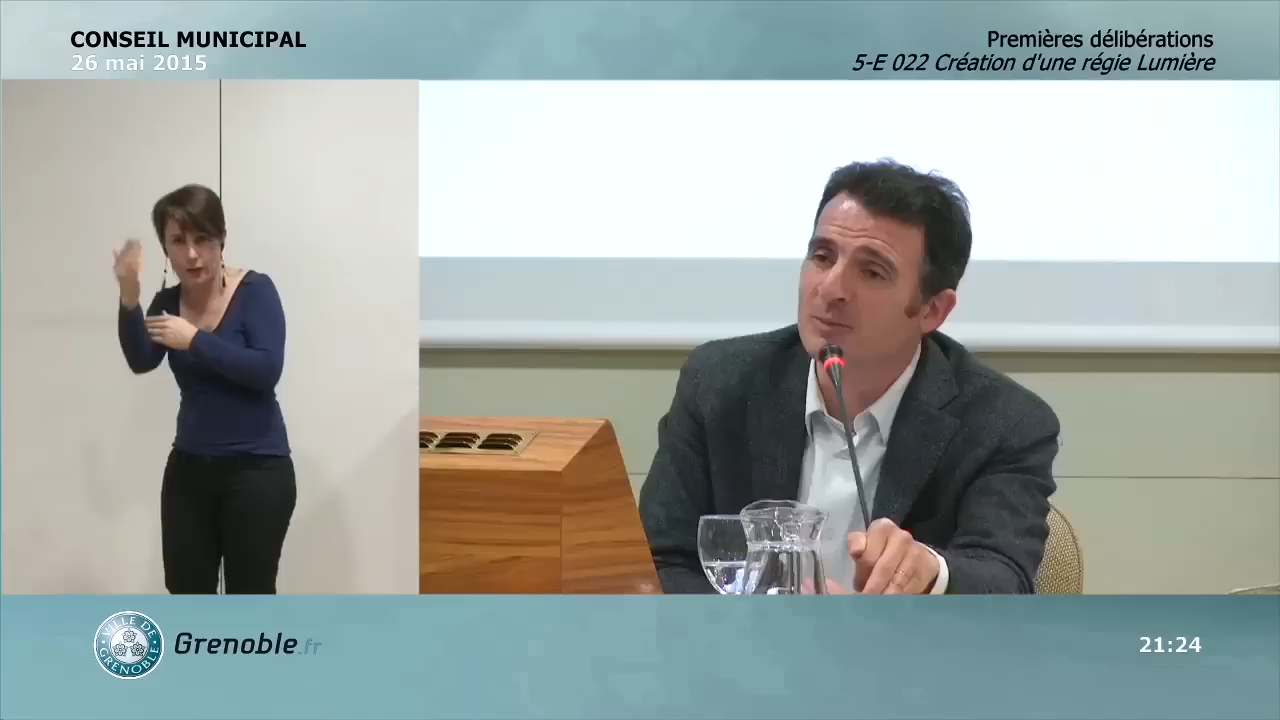 CONSEIL MUNICIPAL
26 mai 2015
Premières délibérations
5-E 022 Création d'une régie Lumière
VILLE DE
GRENOBLE
Grenoble.fr
21:24